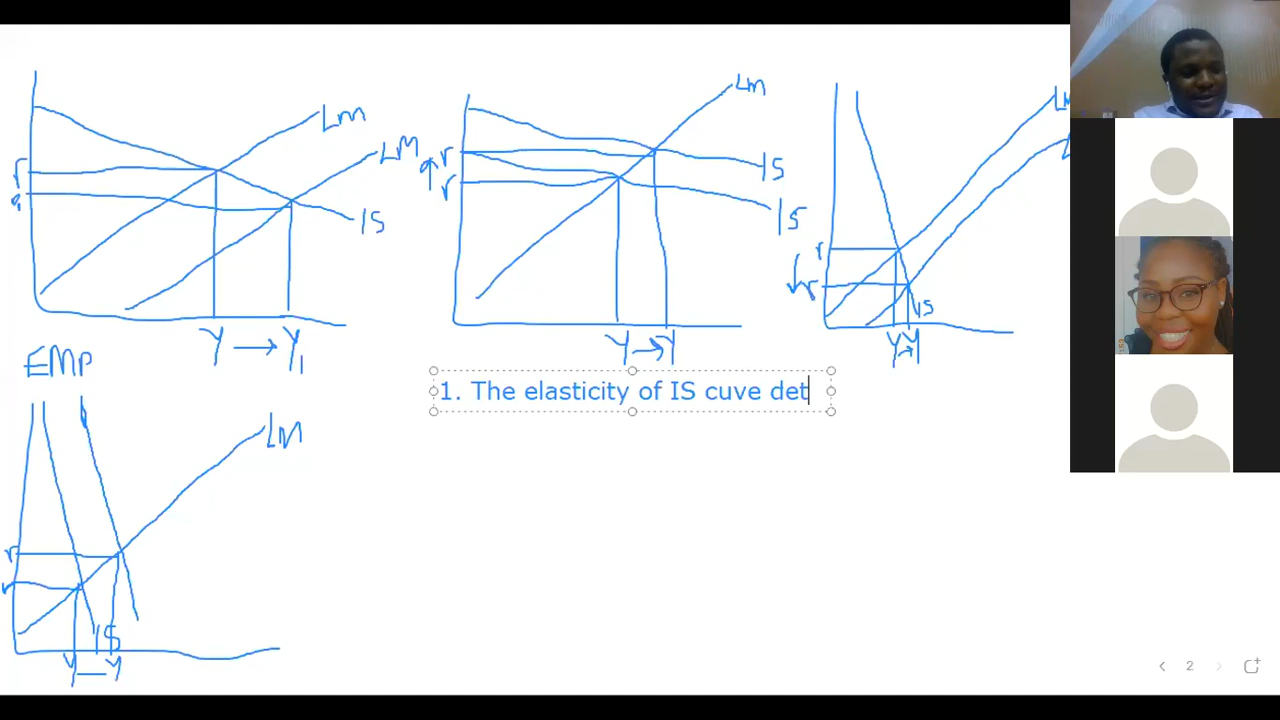 LM
LM
IS
r
r
Y → Y1
EMP
LM
IS
IS
r
r
Y → Y
r
r
IS
Y Y
1. The elasticity of IS cuve det
LM
r
r
IS
Y Y
2